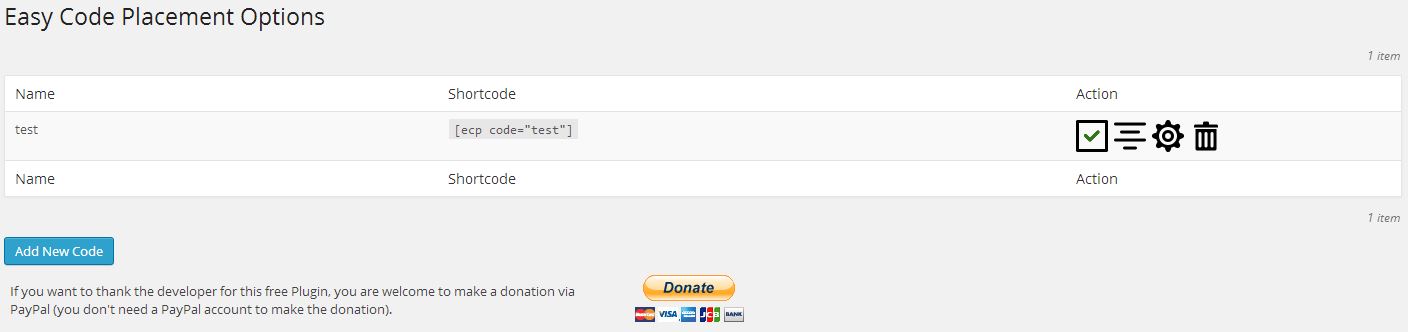 Easy Code Placement Options
1 item
Name Shortcode Action
test [ecp code="test"]
Name Shortcode Action
1 item
Add New Code
If you want to thank the developer for this free Plugin, you are welcome to make a donation via
PayPal (you don't need a PayPal account to make the donation).
Donate
MasterCard VISA JCB BANK